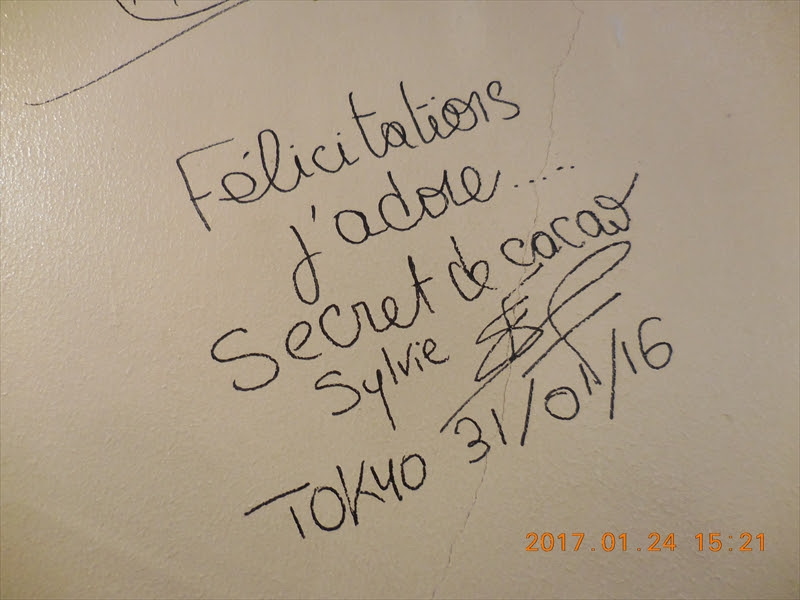 Félicitations
j'adore.....
Secret de cacao
Sylvie
TOKYO 31/01/16
2017.01.24 15:21